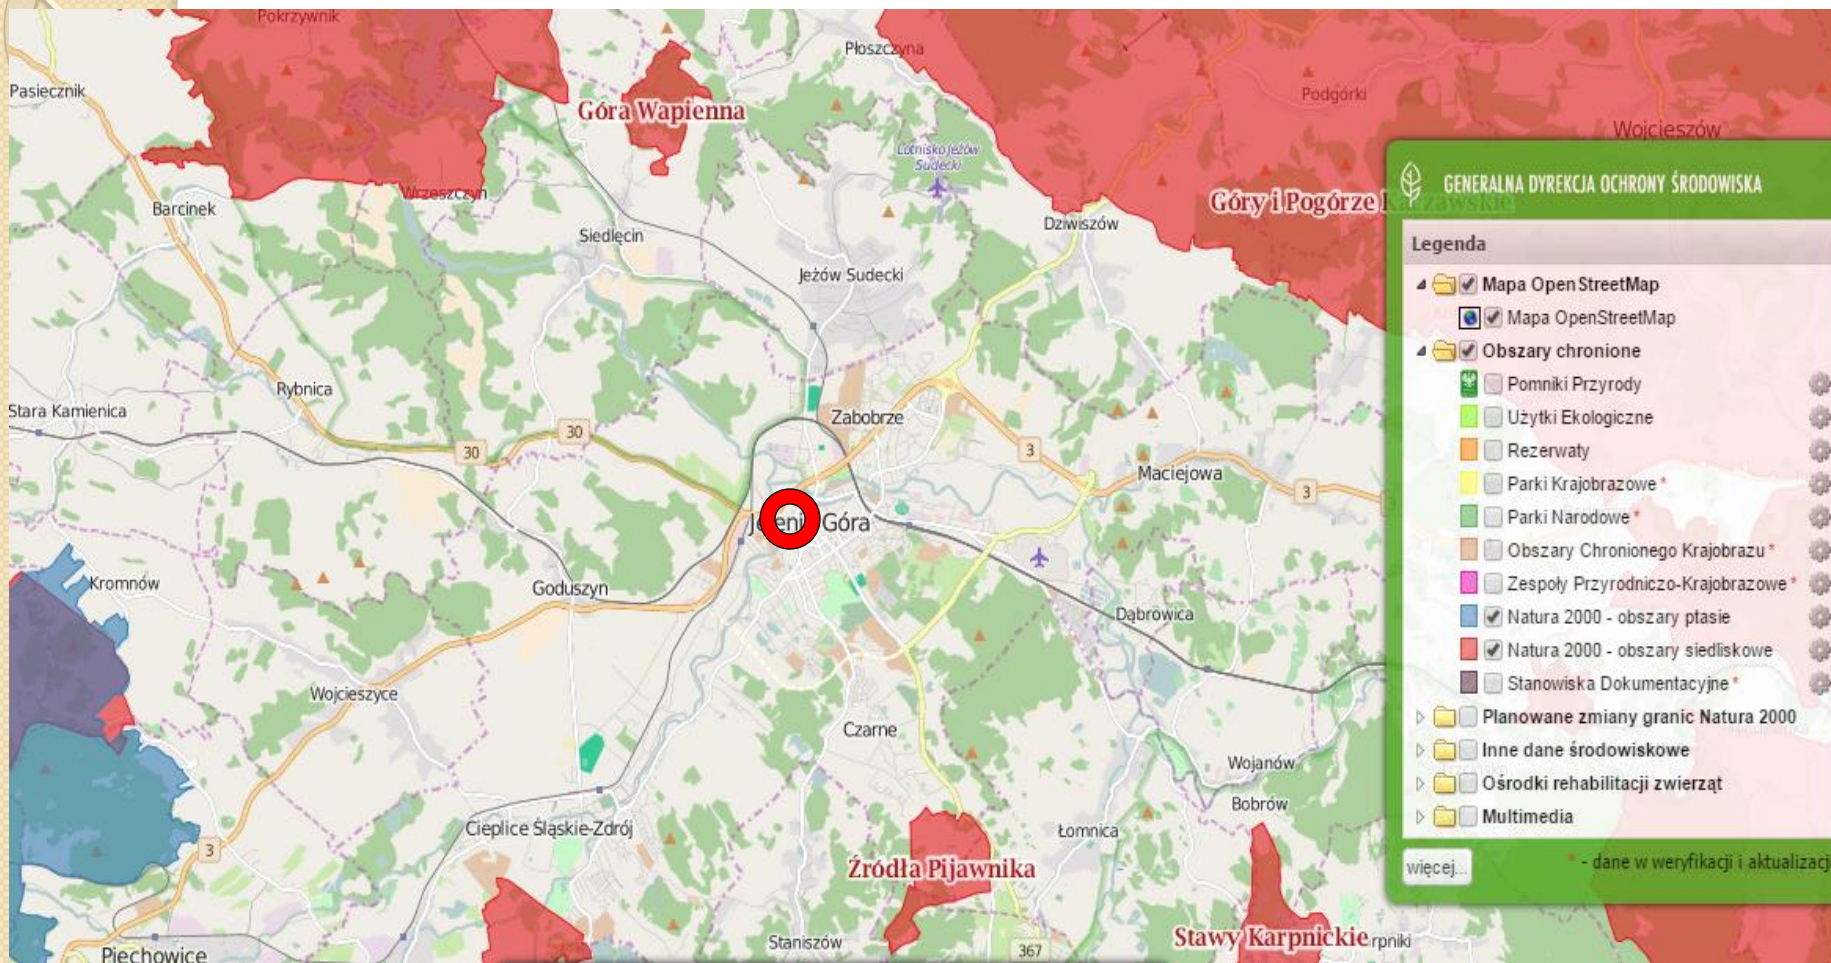 Pokrzywnik
Płoszczyna
Pasiecznik
Góra Wapienna
Podgórki
Wojcieszów
Lotnisko Jeżów
Sudecki
Wrzeszczyn
Barcinek
Góry i Pogórze Kaczawskie
Dziwiszów
Siedlęcin
Jeżów Sudecki
Rybnica
Stara Kamienica
Zabobrze
30
30
3
Maciejowa
3
Jelenia Góra
Kromnów
Goduszyn
Dąbrowica
Wojcieszyce
Czarne
Wojanów
Bobrów
Cieplice Śląskie-Zdrój
Łomnica
3
Źródła Pijawnika
Staniszów
367
Stawy Karpnickie
rpniki
Piechowice
GENERALNA DYREKCJA OCHRONY ŚRODOWISKA
Legenda
Mapa OpenStreetMap
Mapa OpenStreetMap
Obszary chronione
Pomniki Przyrody
Użytki Ekologiczne
Rezerwaty
Parki Krajobrazowe *
Parki Narodowe *
Obszary Chronionego Krajobrazu *
Zespoły Przyrodniczo-Krajobrazowe *
Natura 2000 - obszary ptasie
Natura 2000 - obszary siedliskowe
Stanowiska Dokumentacyjne *
Planowane zmiany granic Natura 2000
Inne dane środowiskowe
Ośrodki rehabilitacji zwierząt
Multimedia
więcej...
* - dane w weryfikacji i aktualizacji